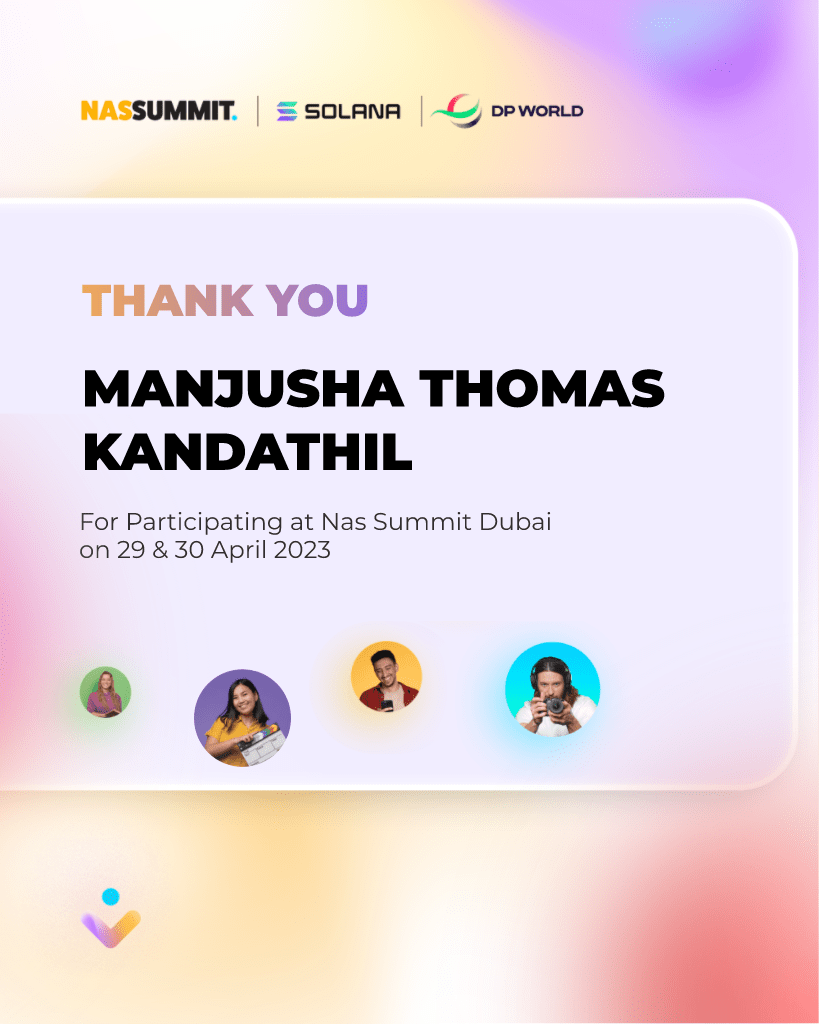 NASSUMMIT. | SOLANA | DP WORLD
THANK YOU
MANJUSHA THOMAS
KANDATHIL
For Participating at Nas Summit Dubai
on 29 & 30 April 2023